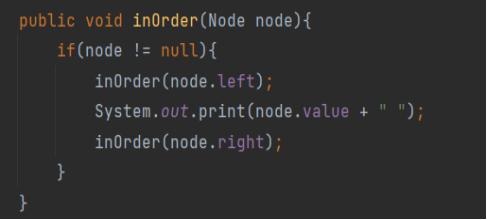 public void inOrder(Node node){
    if(node != null){
        inOrder(node.left);
        System.out.print(node.value + " ");
        inOrder(node.right);
    }
}